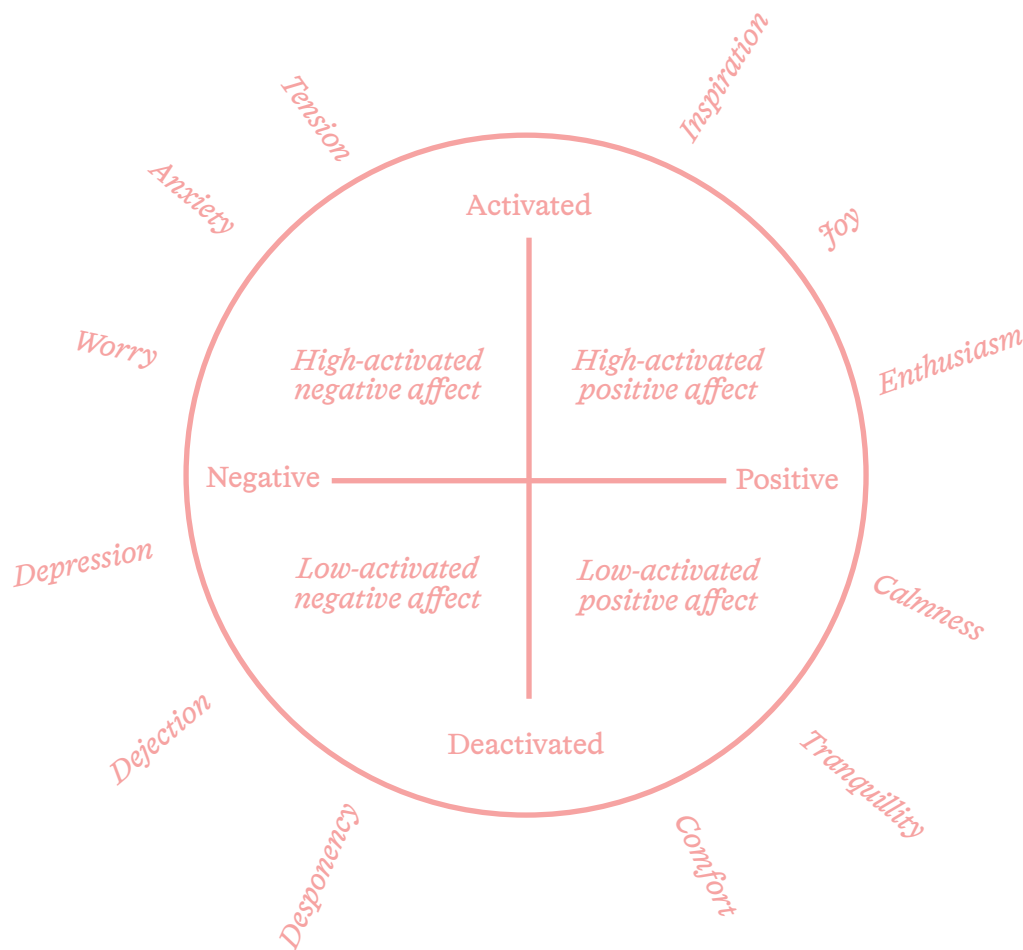 Inspiration
Tension
Anxiety
Activated
Joy
Worry
High-activated
negative affect
High-activated
positive affect
Enthusiasm
Negative
Positive
Depression
Low-activated
negative affect
Low-activated
positive affect
Calmness
Dejection
Deactivated
Tranquillity
Desponency
Comfort